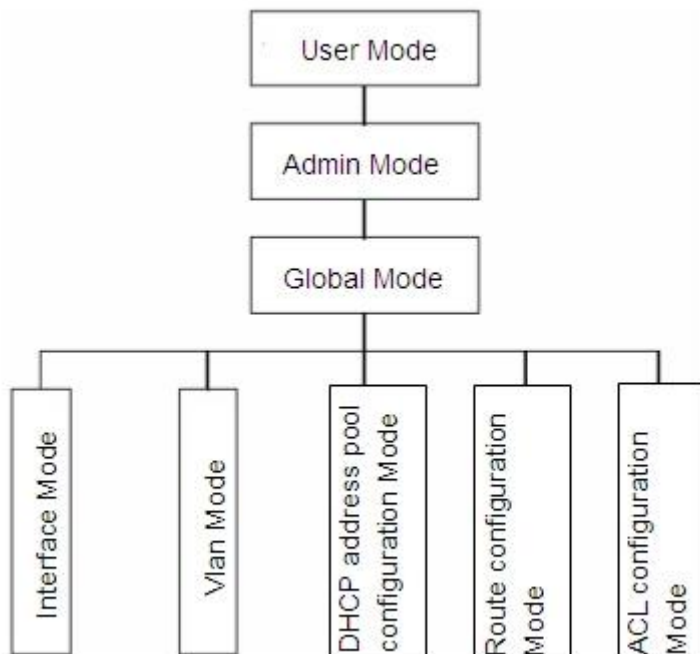 User Mode
Admin Mode
Global Mode
Interface Mode
Vlan Mode
DHCP address pool
configuration Mode
Route configuration
Mode
ACL configuration
Mode